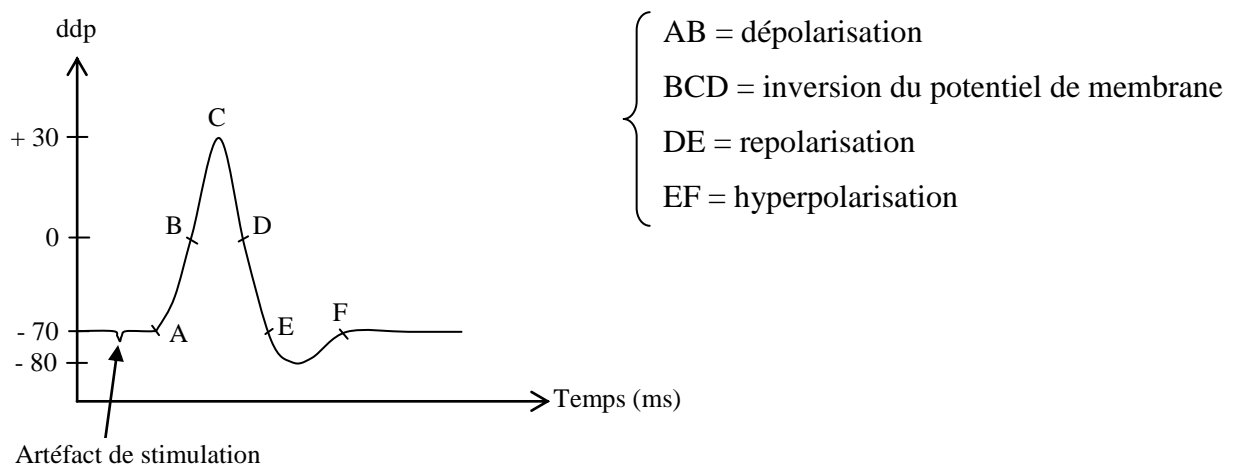 ddp
AB = dépolarisation
BCD = inversion du potentiel de membrane
DE = repolarisation
EF = hyperpolarisation
C
+ 30
B
D
0
F
- 70
A
E
- 80
Temps (ms)
Artéfact de stimulation